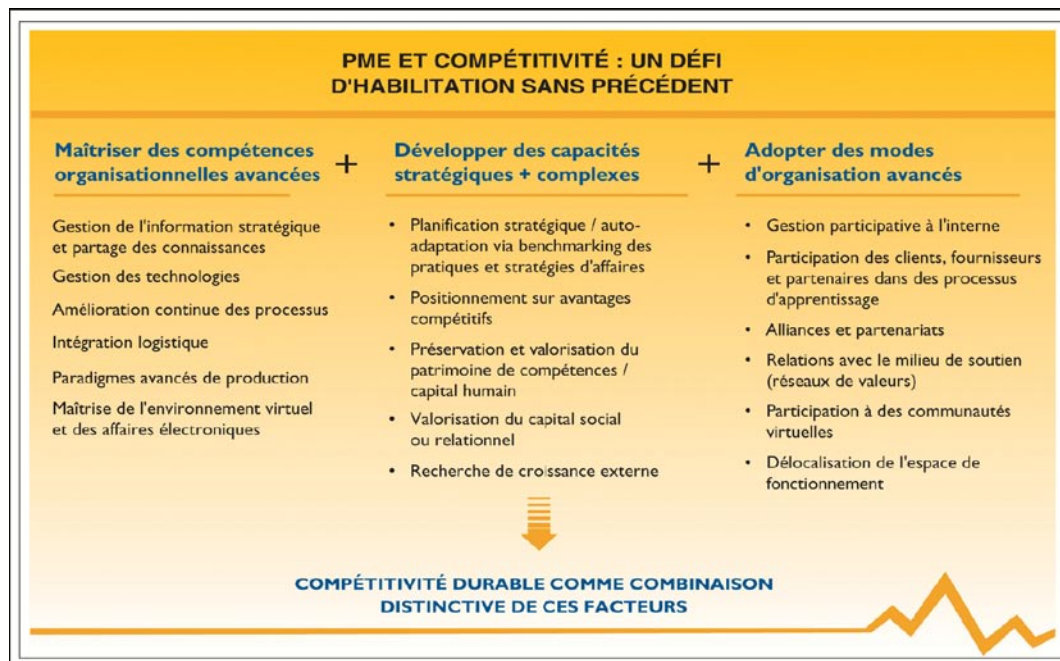 PME ET COMPÉTITIVITÉ : UN DÉFI
D'HABILITATION SANS PRÉCÉDENT
Maîtriser des compétences
organisationnelles avancées
+
Développer des capacités
stratégiques + complexes
+
Adopter des modes
d'organisation avancés
Gestion de l'information stratégique
et partage des connaissances
Gestion des technologies
Amélioration continue des processus
Intégration logistique
Paradigmes avancés de production
Maîtrise de l'environnement virtuel
et des affaires électroniques
• Planification stratégique / auto-
adaptation via benchmarking des
pratiques et stratégies d'affaires
• Positionnement sur avantages
compétitifs
• Préservation et valorisation du
patrimoine de compétences /
capital humain
• Valorisation du capital social
ou relationnel
• Recherche de croissance externe
• Gestion participative à l'interne
• Participation des clients, fournisseurs
et partenaires dans des processus
d'apprentissage
• Alliances et partenariats
• Relations avec le milieu de soutien
(réseaux de valeurs)
• Participation à des communautés
virtuelles
• Délocalisation de l'espace de
fonctionnement
COMPÉTITIVITÉ DURABLE COMME COMBINAISON
DISTINCTIVE DE CES FACTEURS